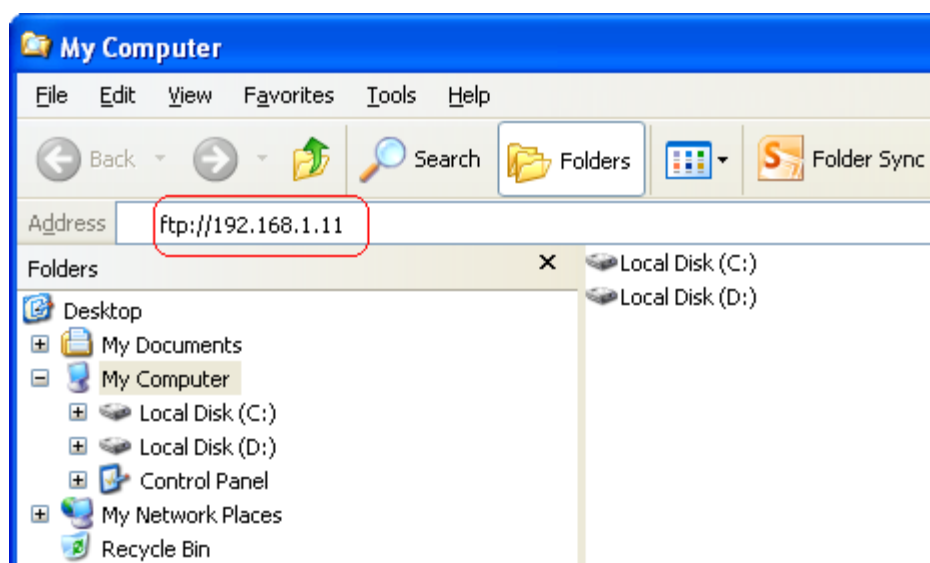 My Computer
File Edit View Favorites Tools Help
Back Search Folders Folder Sync
Address ftp://192.168.1.11
Folders
Local Disk (C:)
Local Disk (D:)
Desktop
My Documents
My Computer
Local Disk (C:)
Local Disk (D:)
Control Panel
My Network Places
Recycle Bin